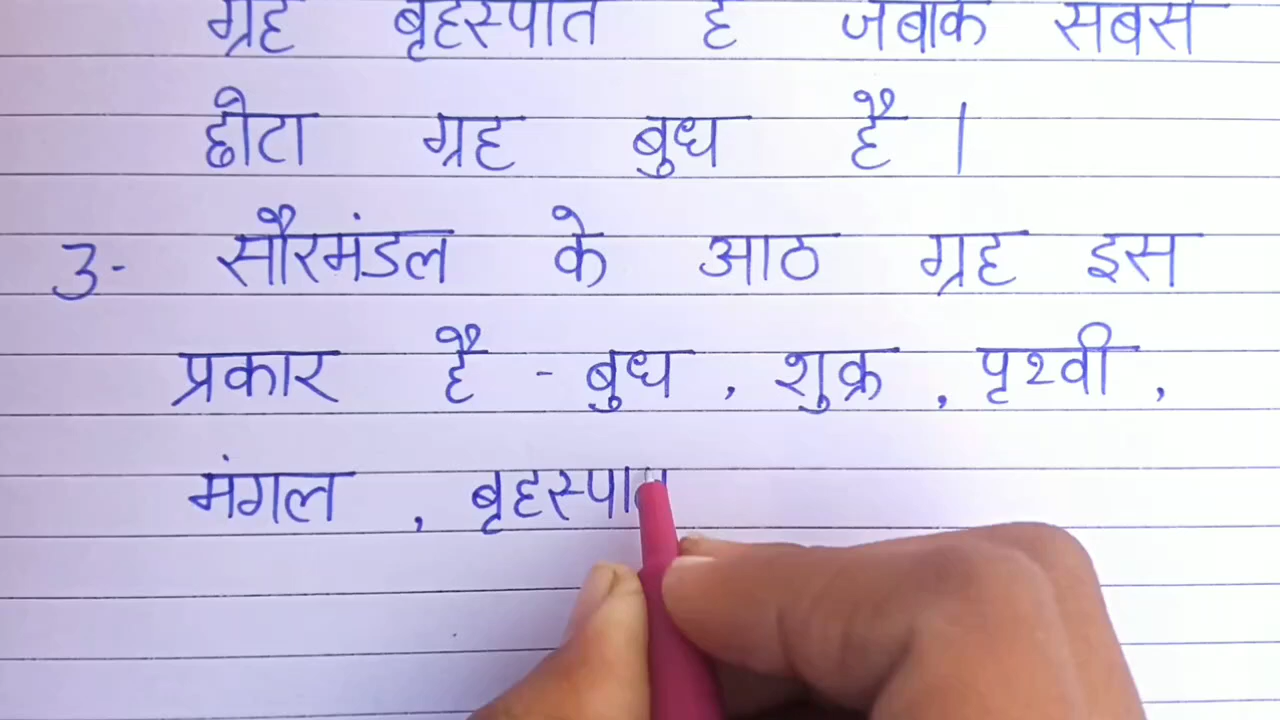 ग्रह बृहस्पति है जबकि सबसे
छोटा ग्रह बुध है।
3- सौरमंडल के आठ ग्रह इस
प्रकार है - बुध , शुक्र , पृथ्वी ,
मंगल , बृहस्पा